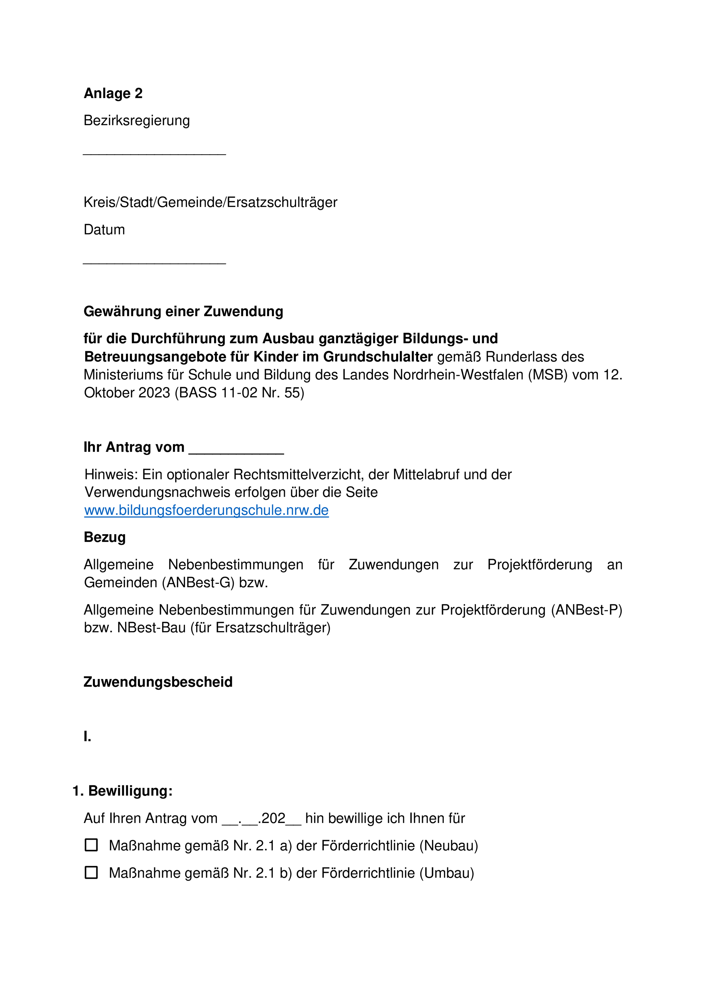 Anlage 2
Bezirksregierung
__________________
Kreis/Stadt/Gemeinde/Ersatzschulträger
Datum
__________________
Gewährung einer Zuwendung
für die Durchführung zum Ausbau ganztägiger Bildungs- und
Betreuungsangebote für Kinder im Grundschulalter gemäß Runderlass des
Ministeriums für Schule und Bildung des Landes Nordrhein-Westfalen (MSB) vom 12.
Oktober 2023 (BASS 11-02 Nr. 55)
Ihr Antrag vom ____________
Hinweis: Ein optionaler Rechtsmittelverzicht, der Mittelabruf und der
Verwendungsnachweis erfolgen über die Seite
www.bildungsfoerderungschule.nrw.de
Bezug
Allgemeine Nebenbestimmungen für Zuwendungen zur Projektförderung an
Gemeinden (ANBest-G) bzw.
Allgemeine Nebenbestimmungen für Zuwendungen zur Projektförderung (ANBest-P)
bzw. NBest-Bau (für Ersatzschulträger)
Zuwendungsbescheid
I.
1. Bewilligung:
Auf Ihren Antrag vom __.__.202__ hin bewillige ich Ihnen für
☐ Maßnahme gemäß Nr. 2.1 a) der Förderrichtlinie (Neubau)
☐ Maßnahme gemäß Nr. 2.1 b) der Förderrichtlinie (Umbau)